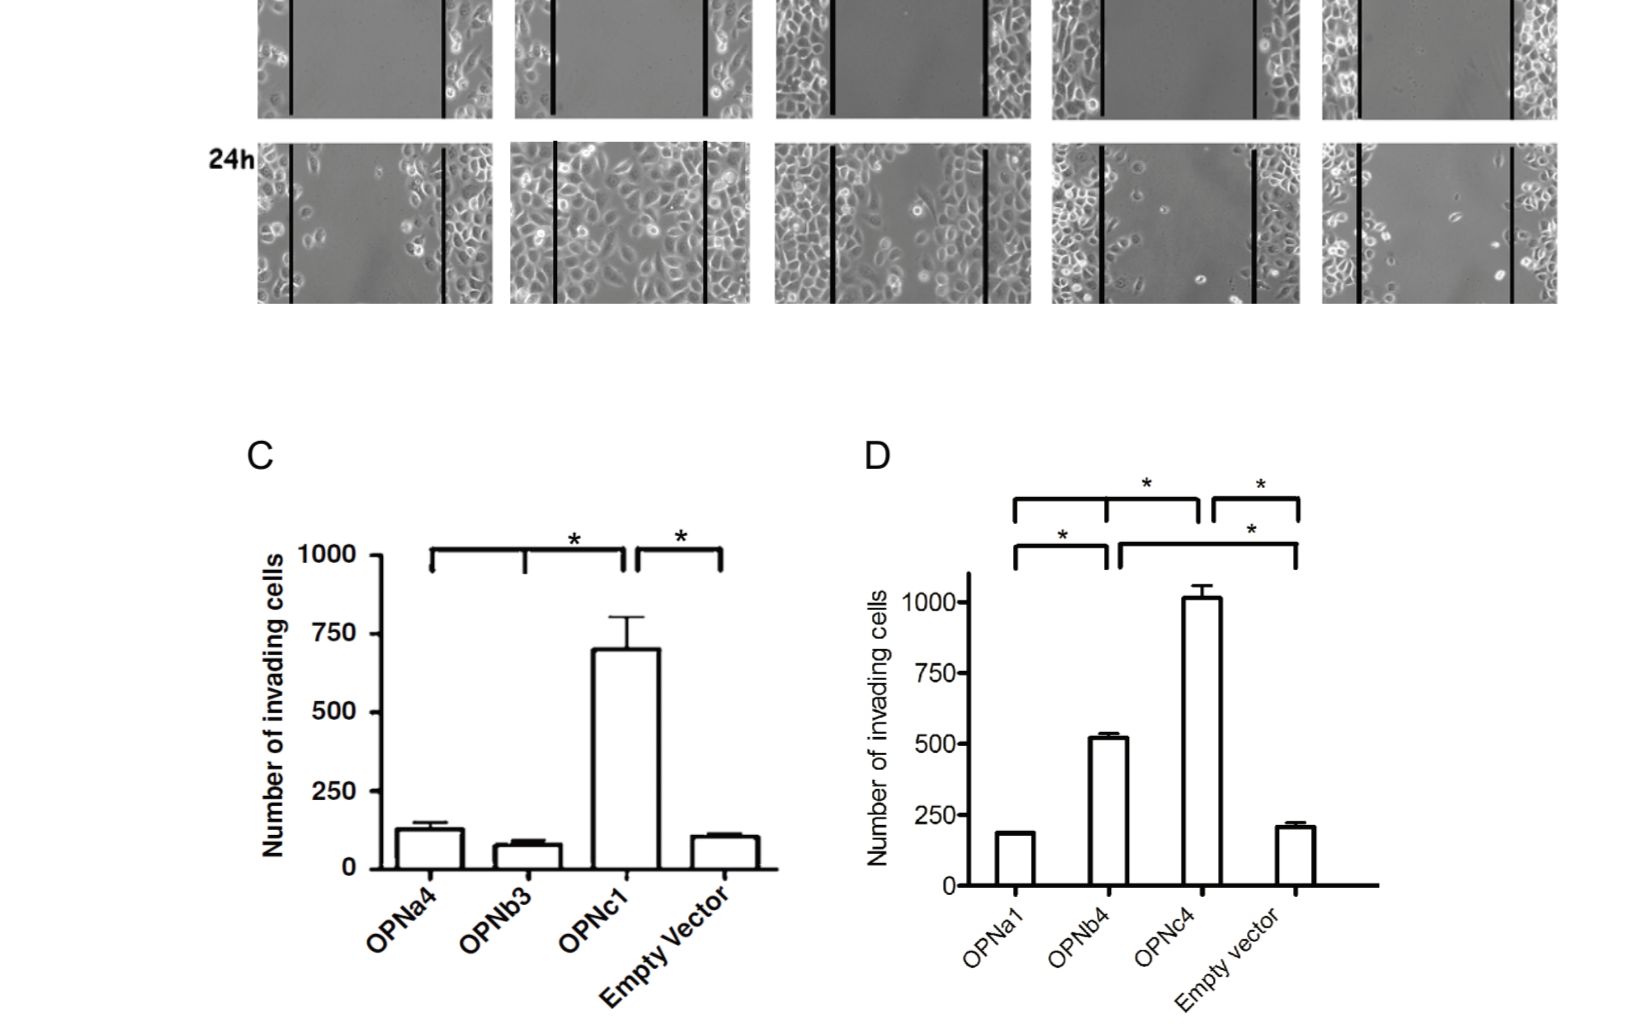 24h
C
D
* *
* *
* *
1000
750
500
250
0
Number of invading cells
OPNa4
OPNb3
OPNc1
Empty Vector
1000
750
500
250
0
Number of invading cells
OPNa1
OPNb4
OPNc4
Empty vector